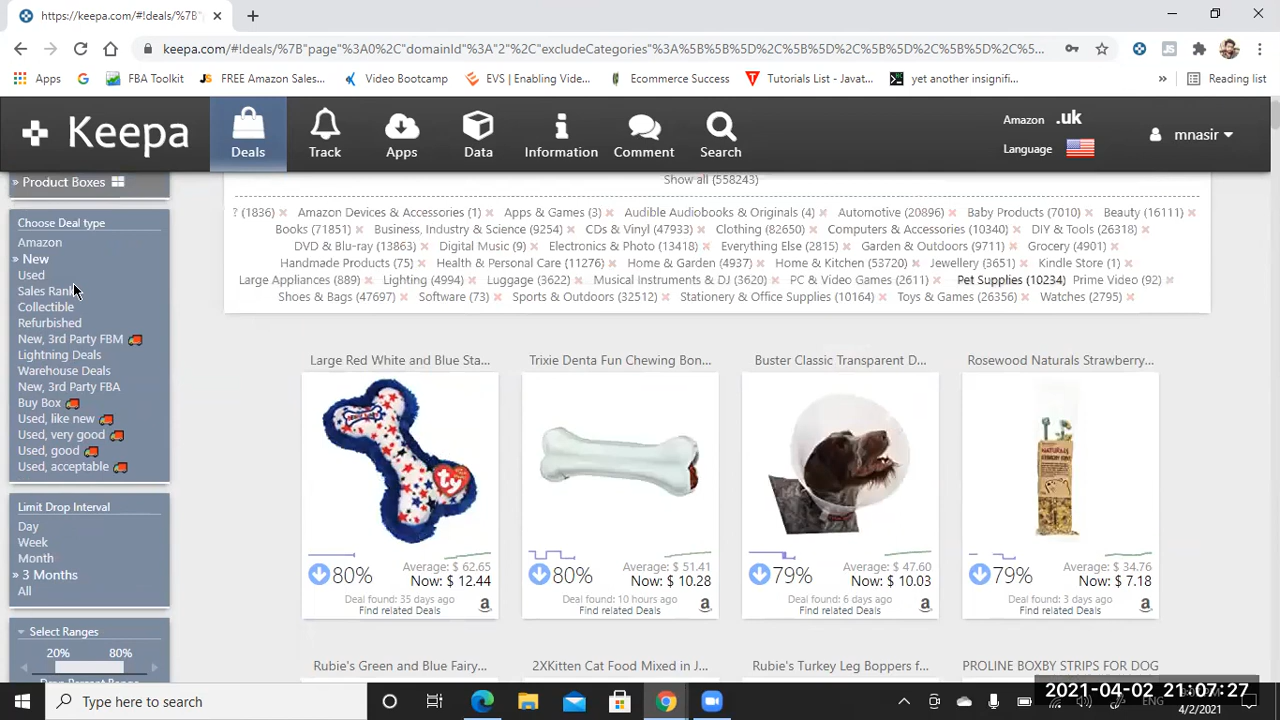 https://keepa.com/#!deals/%7B"p
keepa.com/#!deals/%7B"page"%3A0%2C"domainId"%3A"2"%2C"excludeCategories"%3A%5B%5B%5D%2C%5B%5D%2C%5B%5D%2C%5B%5D%2C%5...
Apps
G
FBA Toolkit
JS FREE Amazon Sales...
Video Bootcamp
EVS | Enabling Vide...
Ecommerce Success
Tutorials List - Javat...
yet another insignifi...
»
Reading list
Keepa
Deals
Track
Apps
Data
Information
Comment
Search
Amazon .uk
Language
mnasir
» Product Boxes
Choose Deal type
Amazon
» New
Used
Sales Rank
Collectible
Refurbished
New, 3rd Party FBM
Lightning Deals
Warehouse Deals
New, 3rd Party FBA
Buy Box
Used, like new
Used, very good
Used, good
Used, acceptable
Limit Drop Interval
Day
Week
Month
» 3 Months
All
Select Ranges
20% 80%
Show all (558243)
? (1836) Amazon Devices & Accessories (1) Apps & Games (3) Audible Audiobooks & Originals (4) Automotive (20896) Baby Products (7010) Beauty (16111)
Books (71851) Business, Industry & Science (9254) CDs & Vinyl (47933) Clothing (82650) Computers & Accessories (10340) DIY & Tools (26318)
DVD & Blu-ray (13863) Digital Music (9) Electronics & Photo (13418) Everything Else (2815) Garden & Outdoors (9711) Grocery (4901)
Handmade Products (75) Health & Personal Care (11276) Home & Garden (4937) Home & Kitchen (53720) Jewellery (3651) Kindle Store (1)
Large Appliances (889) Lighting (4994) Luggage (3622) Musical Instruments & DJ (3620) PC & Video Games (2611) Pet Supplies (10234) Prime Video (92)
Shoes & Bags (47697) Software (73) Sports & Outdoors (32512) Stationery & Office Supplies (10164) Toys & Games (26356) Watches (2795)
Large Red White and Blue Sta...
ty
80%
Average: $ 62.65
Now: $ 12.44
Deal found: 35 days ago
Find related Deals
Trixie Denta Fun Chewing Bon...
80%
Average: $ 51.41
Now: $ 10.28
Deal found: 10 hours ago
Find related Deals
Buster Classic Transparent D...
79%
Average: $ 47.60
Now: $ 10.03
Deal found: 6 days ago
Find related Deals
Rosewood Naturals Strawberry...
79%
Average: $ 34.76
Now: $ 7.18
Deal found: 3 days ago
Find related Deals
Rubie's Green and Blue Fairy...
2XKitten Cat Food Mixed in J...
Rubie's Turkey Leg Boppers f...
PROLINE BOXBY STRIPS FOR DOG
Type here to search
ENG
2021-04-02 21:07:27
4/2/2021